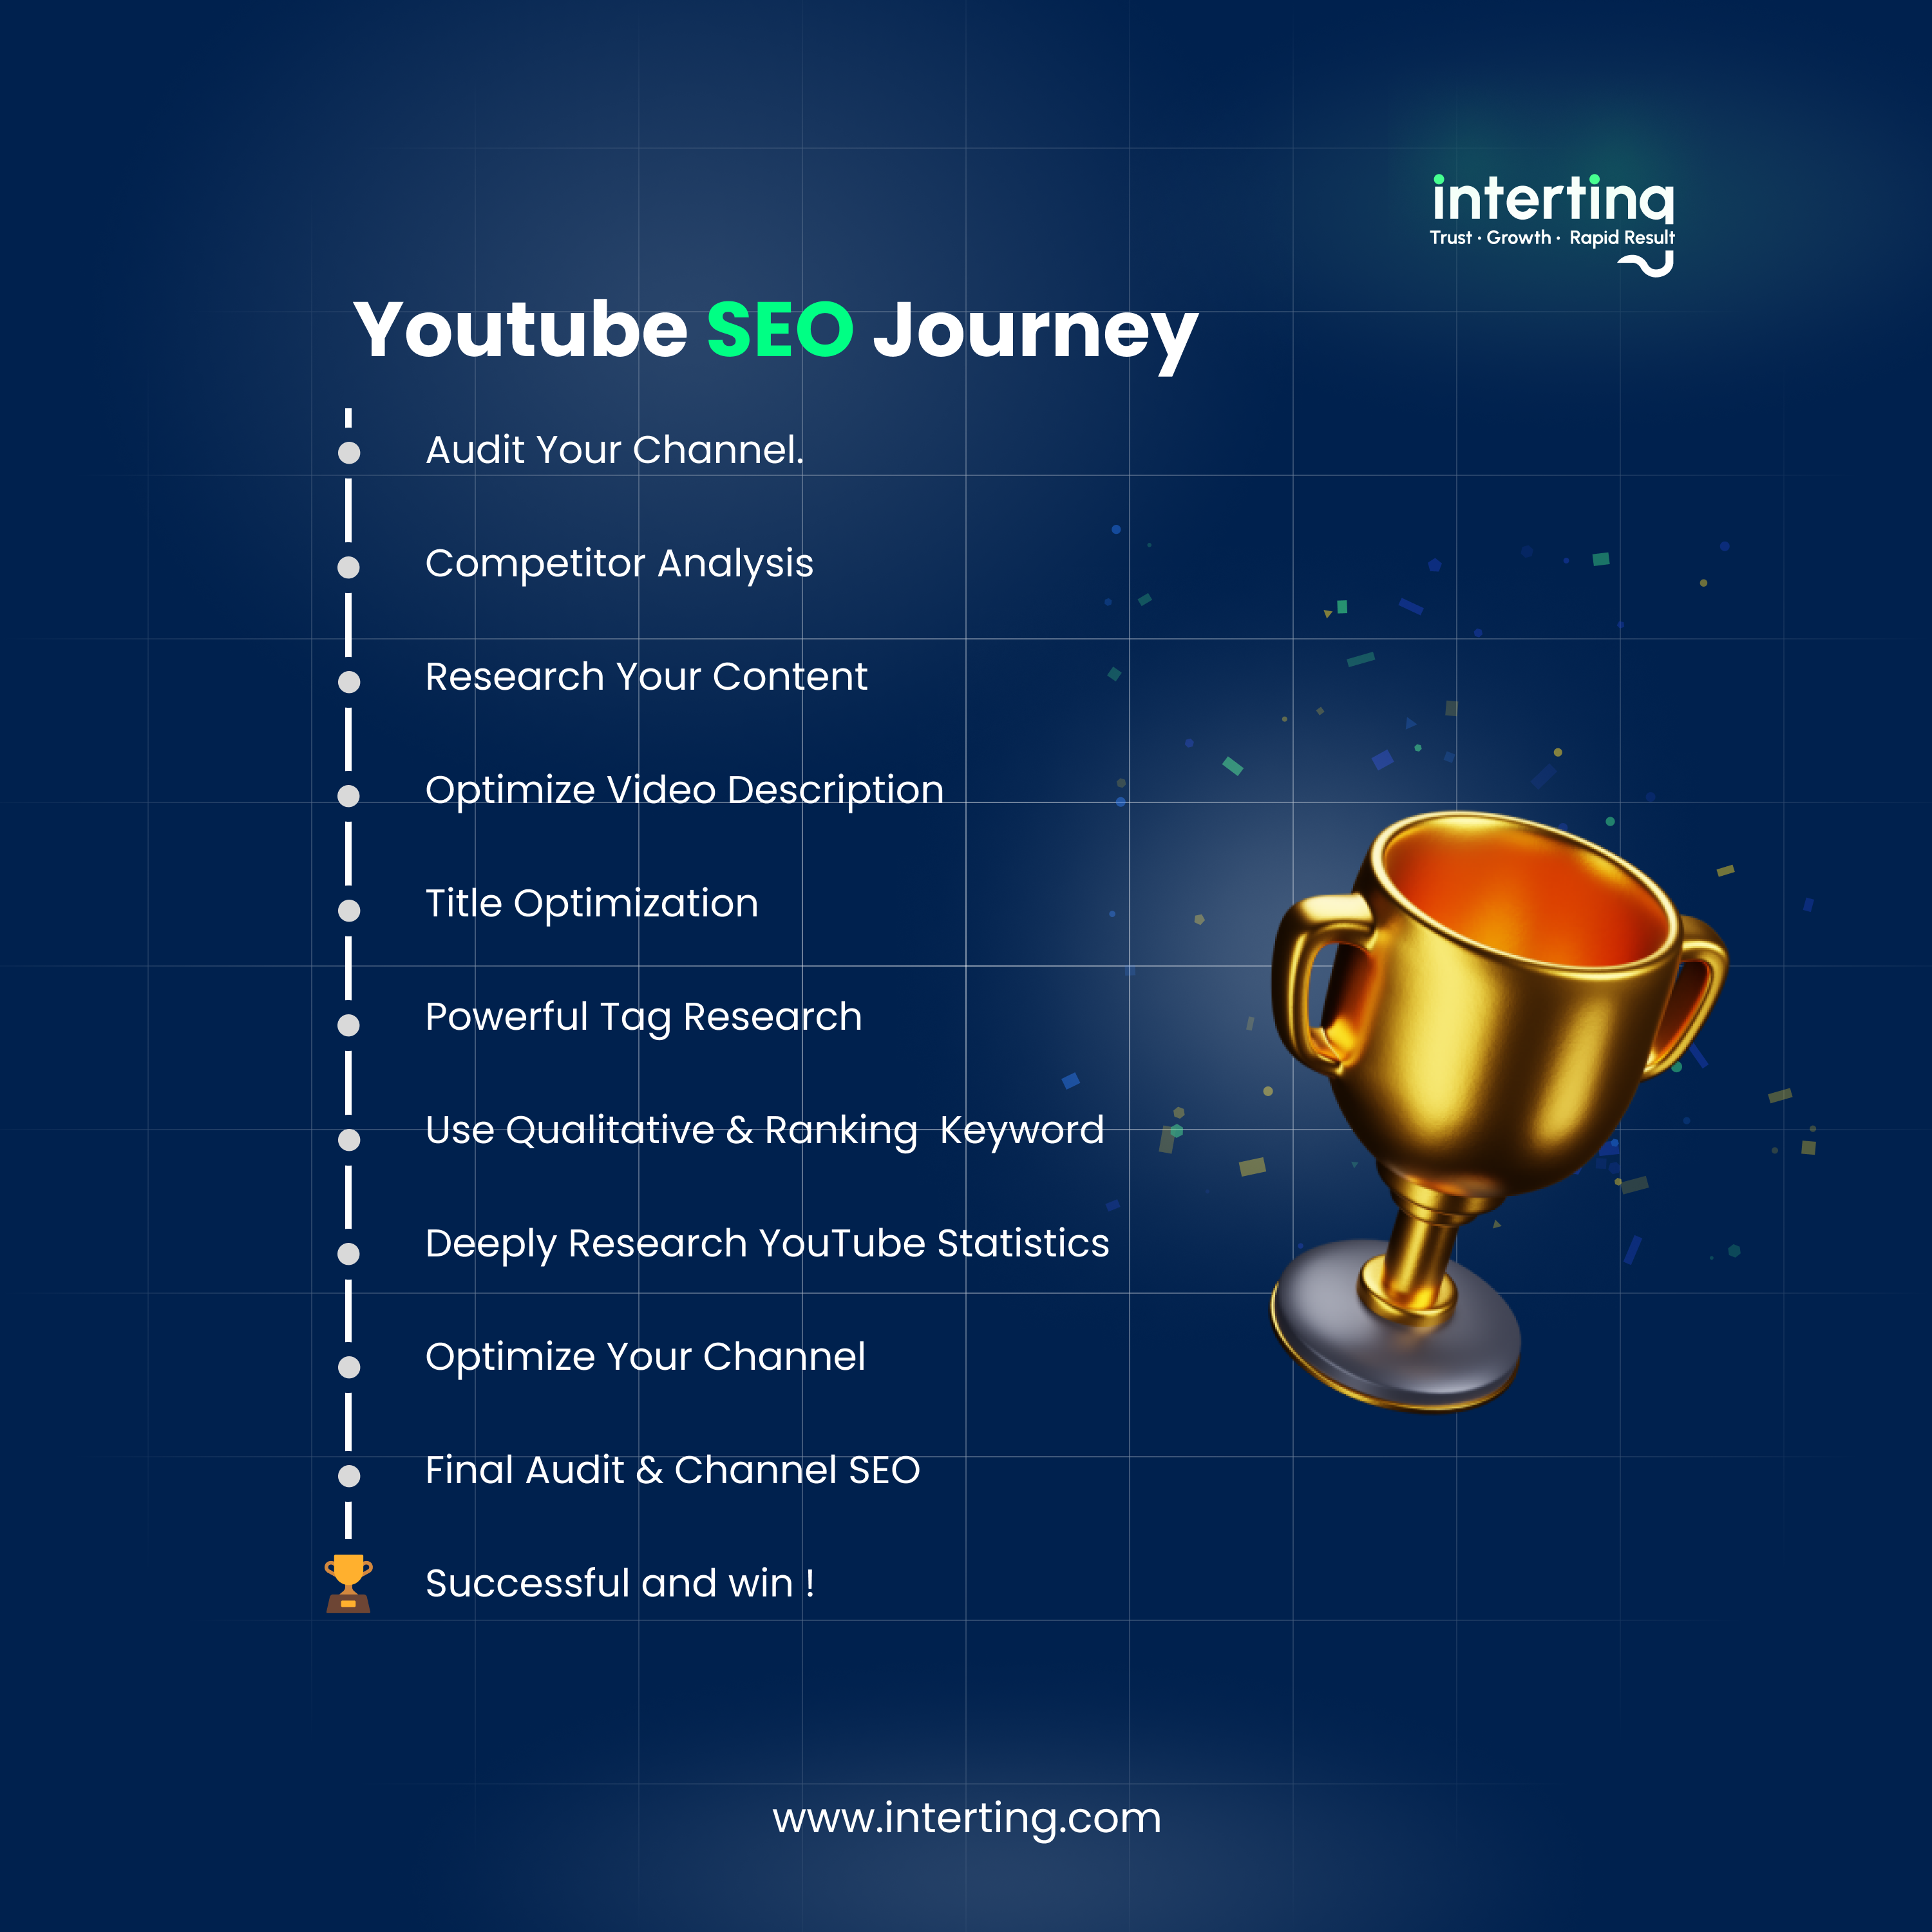 interting
Trust · Growth · Rapid Result
Youtube SEO Journey
Audit Your Channel.
Competitor Analysis
Research Your Content
Optimize Video Description
Title Optimization
Powerful Tag Research
Use Qualitative & Ranking  Keyword
Deeply Research YouTube Statistics
Optimize Your Channel
Final Audit & Channel SEO
Successful and win !
www.interting.com